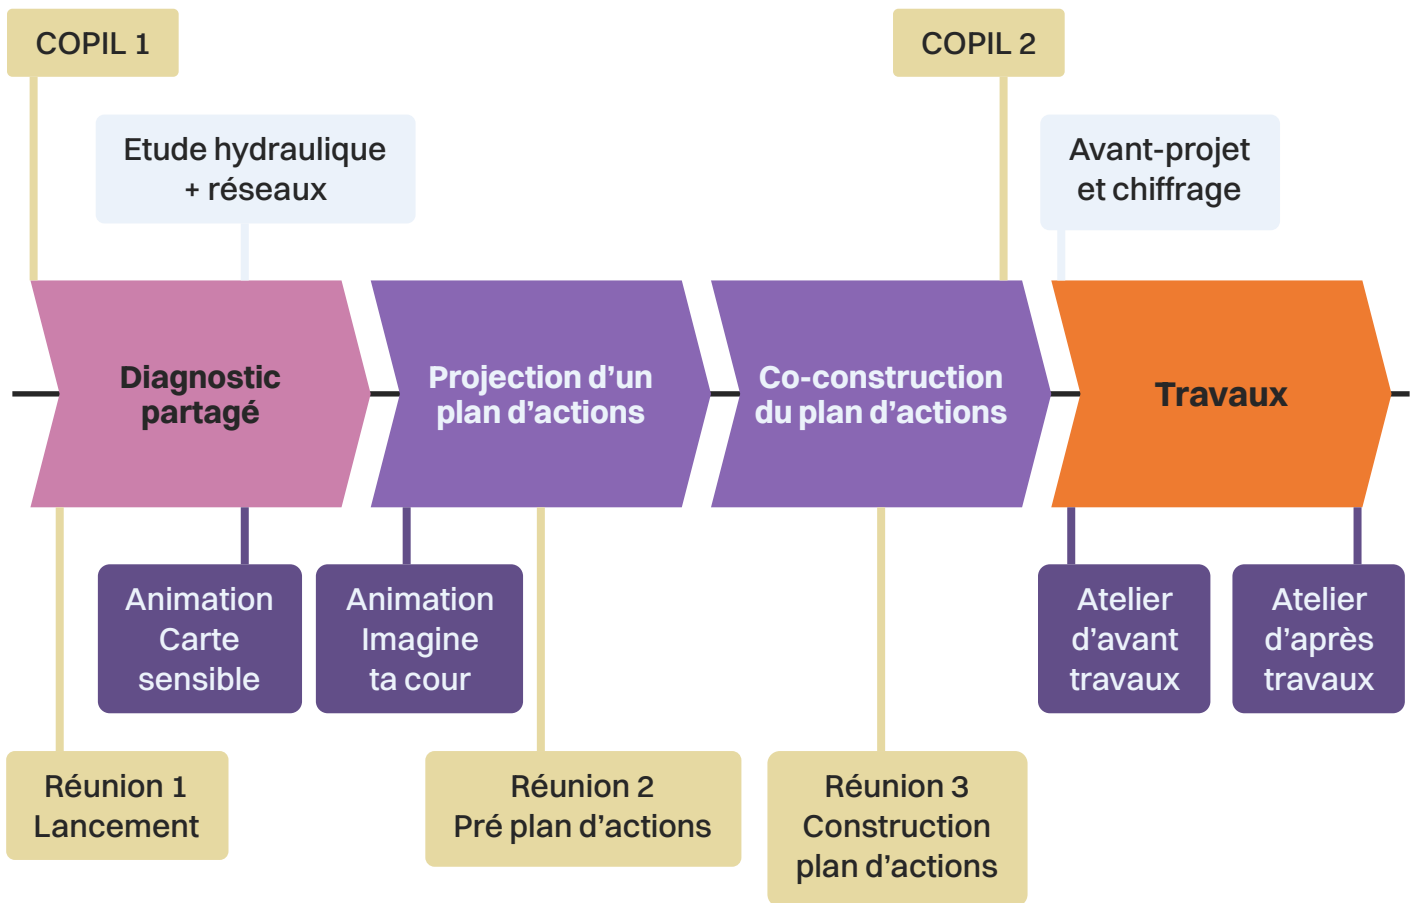 COPIL 1
COPIL 2
Etude hydraulique
+ réseaux
Avant-projet
et chiffrage
Diagnostic
partagé
Projection d’un
plan d’actions
Co-construction
du plan d’actions
Travaux
Animation
Carte
sensible
Animation
Imagine
ta cour
Atelier
d’avant
travaux
Atelier
d’après
travaux
Réunion 1
Lancement
Réunion 2
Pré plan d’actions
Réunion 3
Construction
plan d’actions